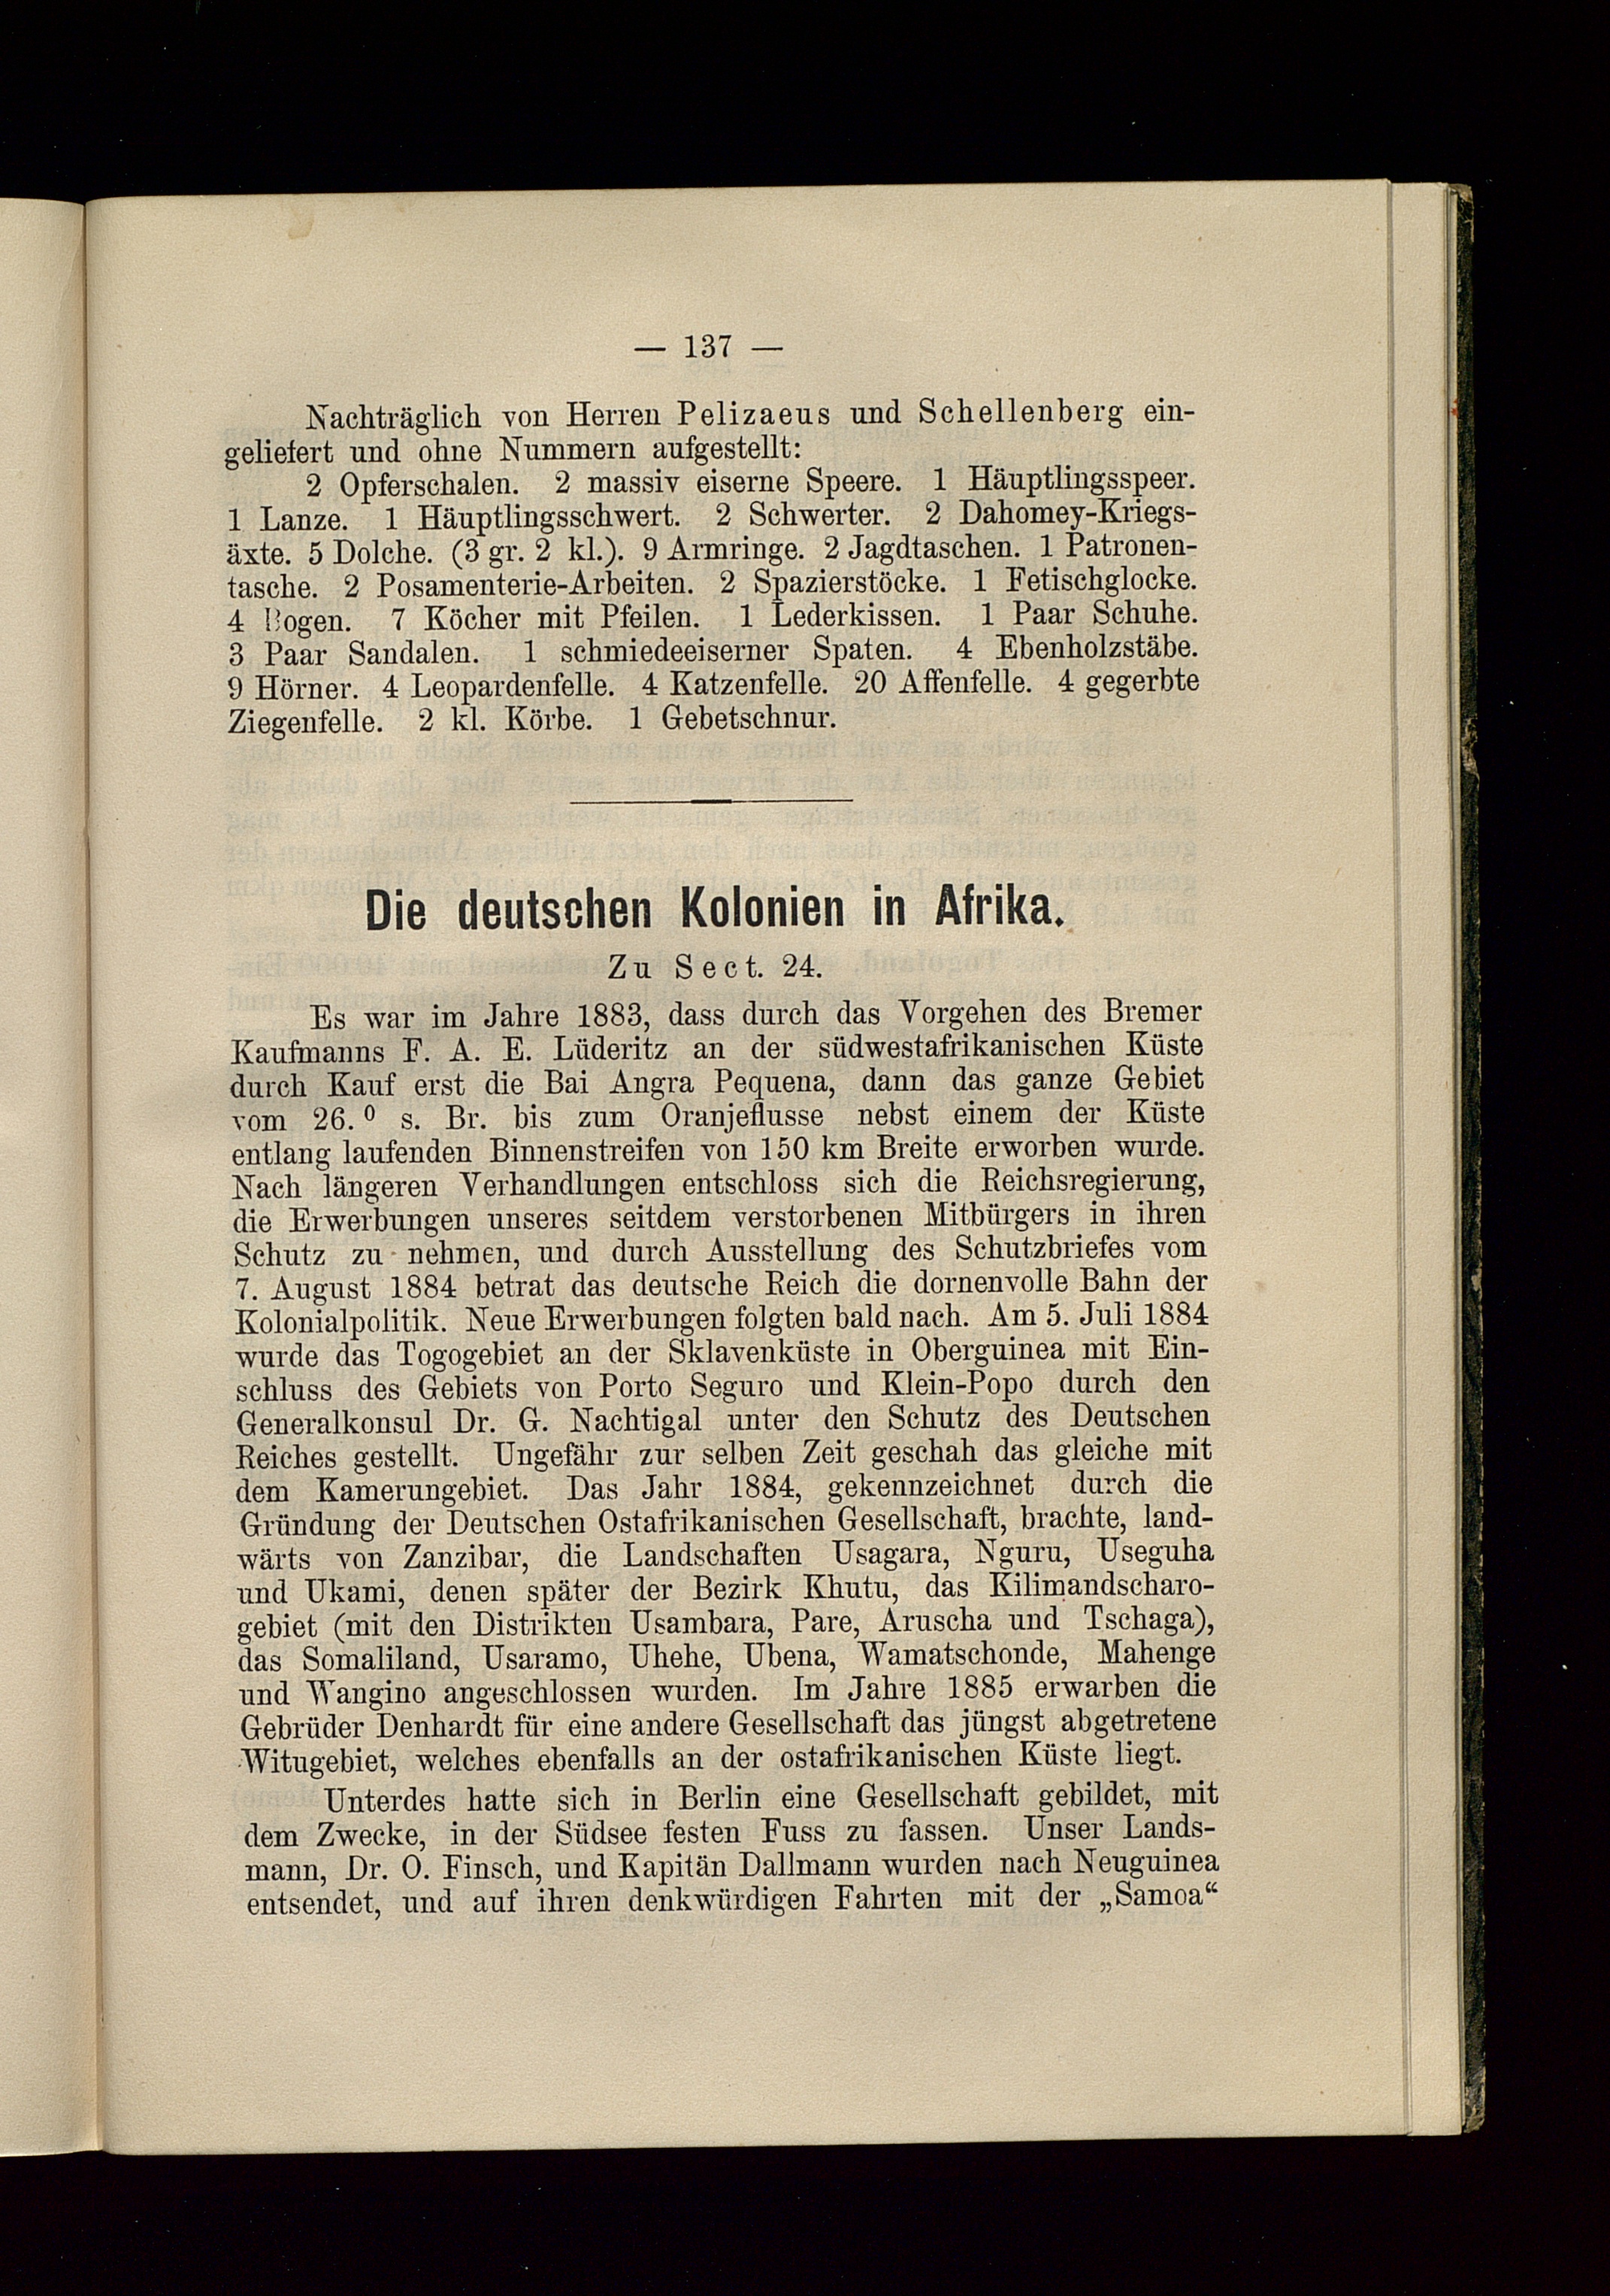 — 137 —
Nachträglich von Herren Pelizaeus und Schellenberg ein-
geliefert und ohne Nummern aufgestellt:
2 Opferschalen. 2 massiv eiserne Speere. 1 Häuptlingsspeer.
1 Lanze. 1 Häuptlingsschwert. 2 Schwerter. 2 Dahomey-Kriegs-
äxte. 5 Dolche. (3 gr. 2 kl.). 9 Armringe. 2 Jagdtaschen. 1 Patronen-
tasche. 2 Posamenterie-Arbeiten. 2 Spazierstöcke. 1 Fetischglocke.
4 Bogen. 7 Köcher mit Pfeilen. 1 Lederkissen. 1 Paar Schuhe.
3 Paar Sandalen. 1 schmiedeeiserner Spaten. 4 Ebenholzstäbe.
9 Hörner. 4 Leopardenfelle. 4 Katzenfelle. 20 Affenfelle. 4 gegerbte
Ziegenfelle. 2 kl. Körbe. 1 Gebetschnur.
Die deutschen Kolonien in Afrika.
Zu Sect. 24.
Es war im Jahre 1883, dass durch das Vorgehen des Bremer
Kaufmanns F. A. E. Lüderitz an der südwestafrikanischen Küste
durch Kauf erst die Bai Angra Pequena, dann das ganze Gebiet
vom 26.⁰ s. Br. bis zum Oranjeflusse nebst einem der Küste
entlang laufenden Binnenstreifen von 150 km Breite erworben wurde.
Nach längeren Verhandlungen entschloss sich die Reichsregierung,
die Erwerbungen unseres seitdem verstorbenen Mitbürgers in ihren
Schutz zu nehmen, und durch Ausstellung des Schutzbriefes vom
7. August 1884 betrat das deutsche Reich die dornenvolle Bahn der
Kolonialpolitik. Neue Erwerbungen folgten bald nach. Am 5. Juli 1884
wurde das Togogebiet an der Sklavenküste in Oberguinea mit Ein-
schluss des Gebiets von Porto Seguro und Klein-Popo durch den
Generalkonsul Dr. G. Nachtigal unter den Schutz des Deutschen
Reiches gestellt. Ungefähr zur selben Zeit geschah das gleiche mit
dem Kamerungebiet. Das Jahr 1884, gekennzeichnet durch die
Gründung der Deutschen Ostafrikanischen Gesellschaft, brachte, land-
wärts von Zanzibar, die Landschaften Usagara, Nguru, Useguha
und Ukami, denen später der Bezirk Khutu, das Kilimandscharo-
gebiet (mit den Distrikten Usambara, Pare, Aruscha und Tschaga),
das Somaliland, Usaramo, Uhehe, Ubena, Wamatschonde, Mahenge
und Wangino angeschlossen wurden. Im Jahre 1885 erwarben die
Gebrüder Denhardt für eine andere Gesellschaft das jüngst abgetretene
Witugebiet, welches ebenfalls an der ostafrikanischen Küste liegt.
Unterdes hatte sich in Berlin eine Gesellschaft gebildet, mit
dem Zwecke, in der Südsee festen Fuss zu fassen. Unser Lands-
mann, Dr. O. Finsch, und Kapitän Dallmann wurden nach Neuguinea
entsendet, und auf ihren denkwürdigen Fahrten mit der „Samoa“